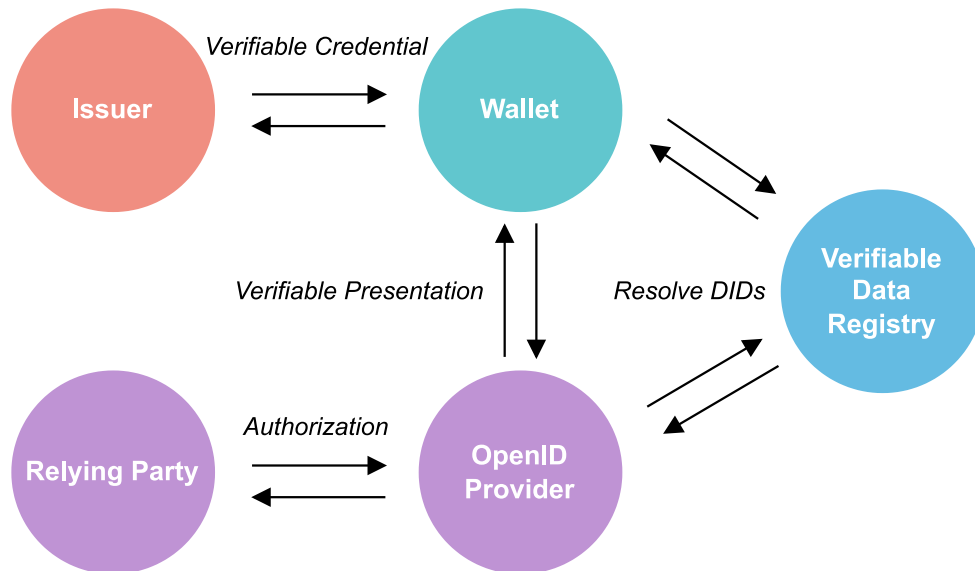 Verifiable Credential
Issuer
Wallet
Verifiable
Data
Registry
Verifiable Presentation
Resolve DIDs
Authorization
Relying Party
OpenID
Provider